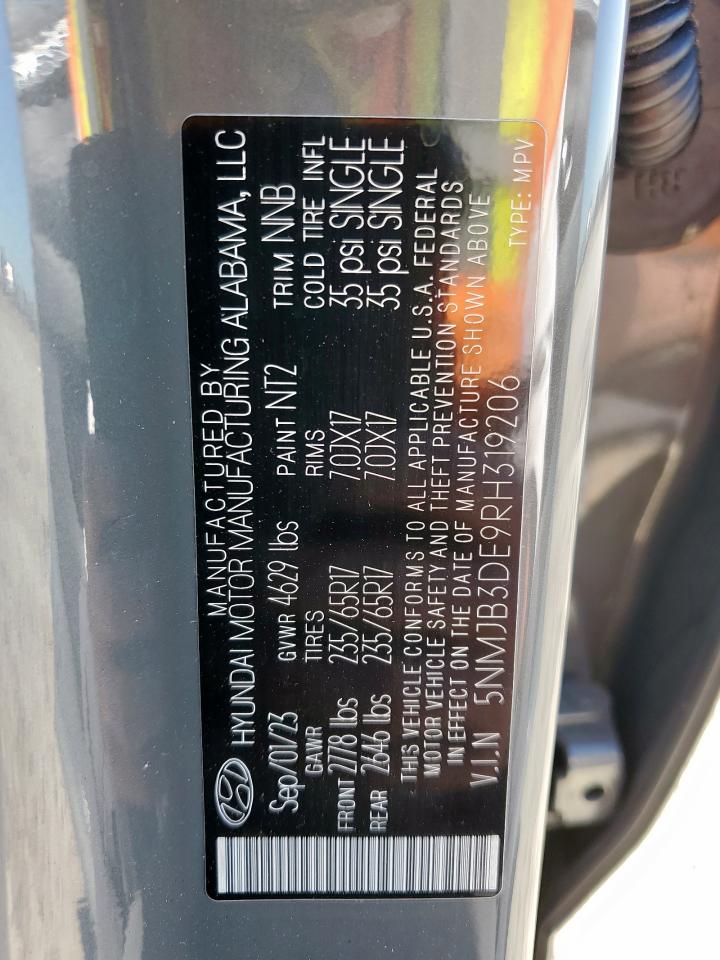 MANUFACTURED BY
HYUNDAI MOTOR MANUFACTURING ALABAMA, LLC
Sep/01/23 GVWR 4629 lbs PAINT NT2 TRIM NNB
GAWR TIRES RIMS COLD TIRE INFL
FRONT 2778 lbs 235/65R17 7.0JX17 35 psi SINGLE
REAR 2646 lbs 235/65R17 7.0JX17 35 psi SINGLE
THIS VEHICLE CONFORMS TO ALL APPLICABLE U.S.A. FEDERAL
MOTOR VEHICLE SAFETY AND THEFT PREVENTION STANDARDS
IN EFFECT ON THE DATE OF MANUFACTURE SHOWN ABOVE
V.I.N 5NMJB3DE9RH319206 TYPE: MPV